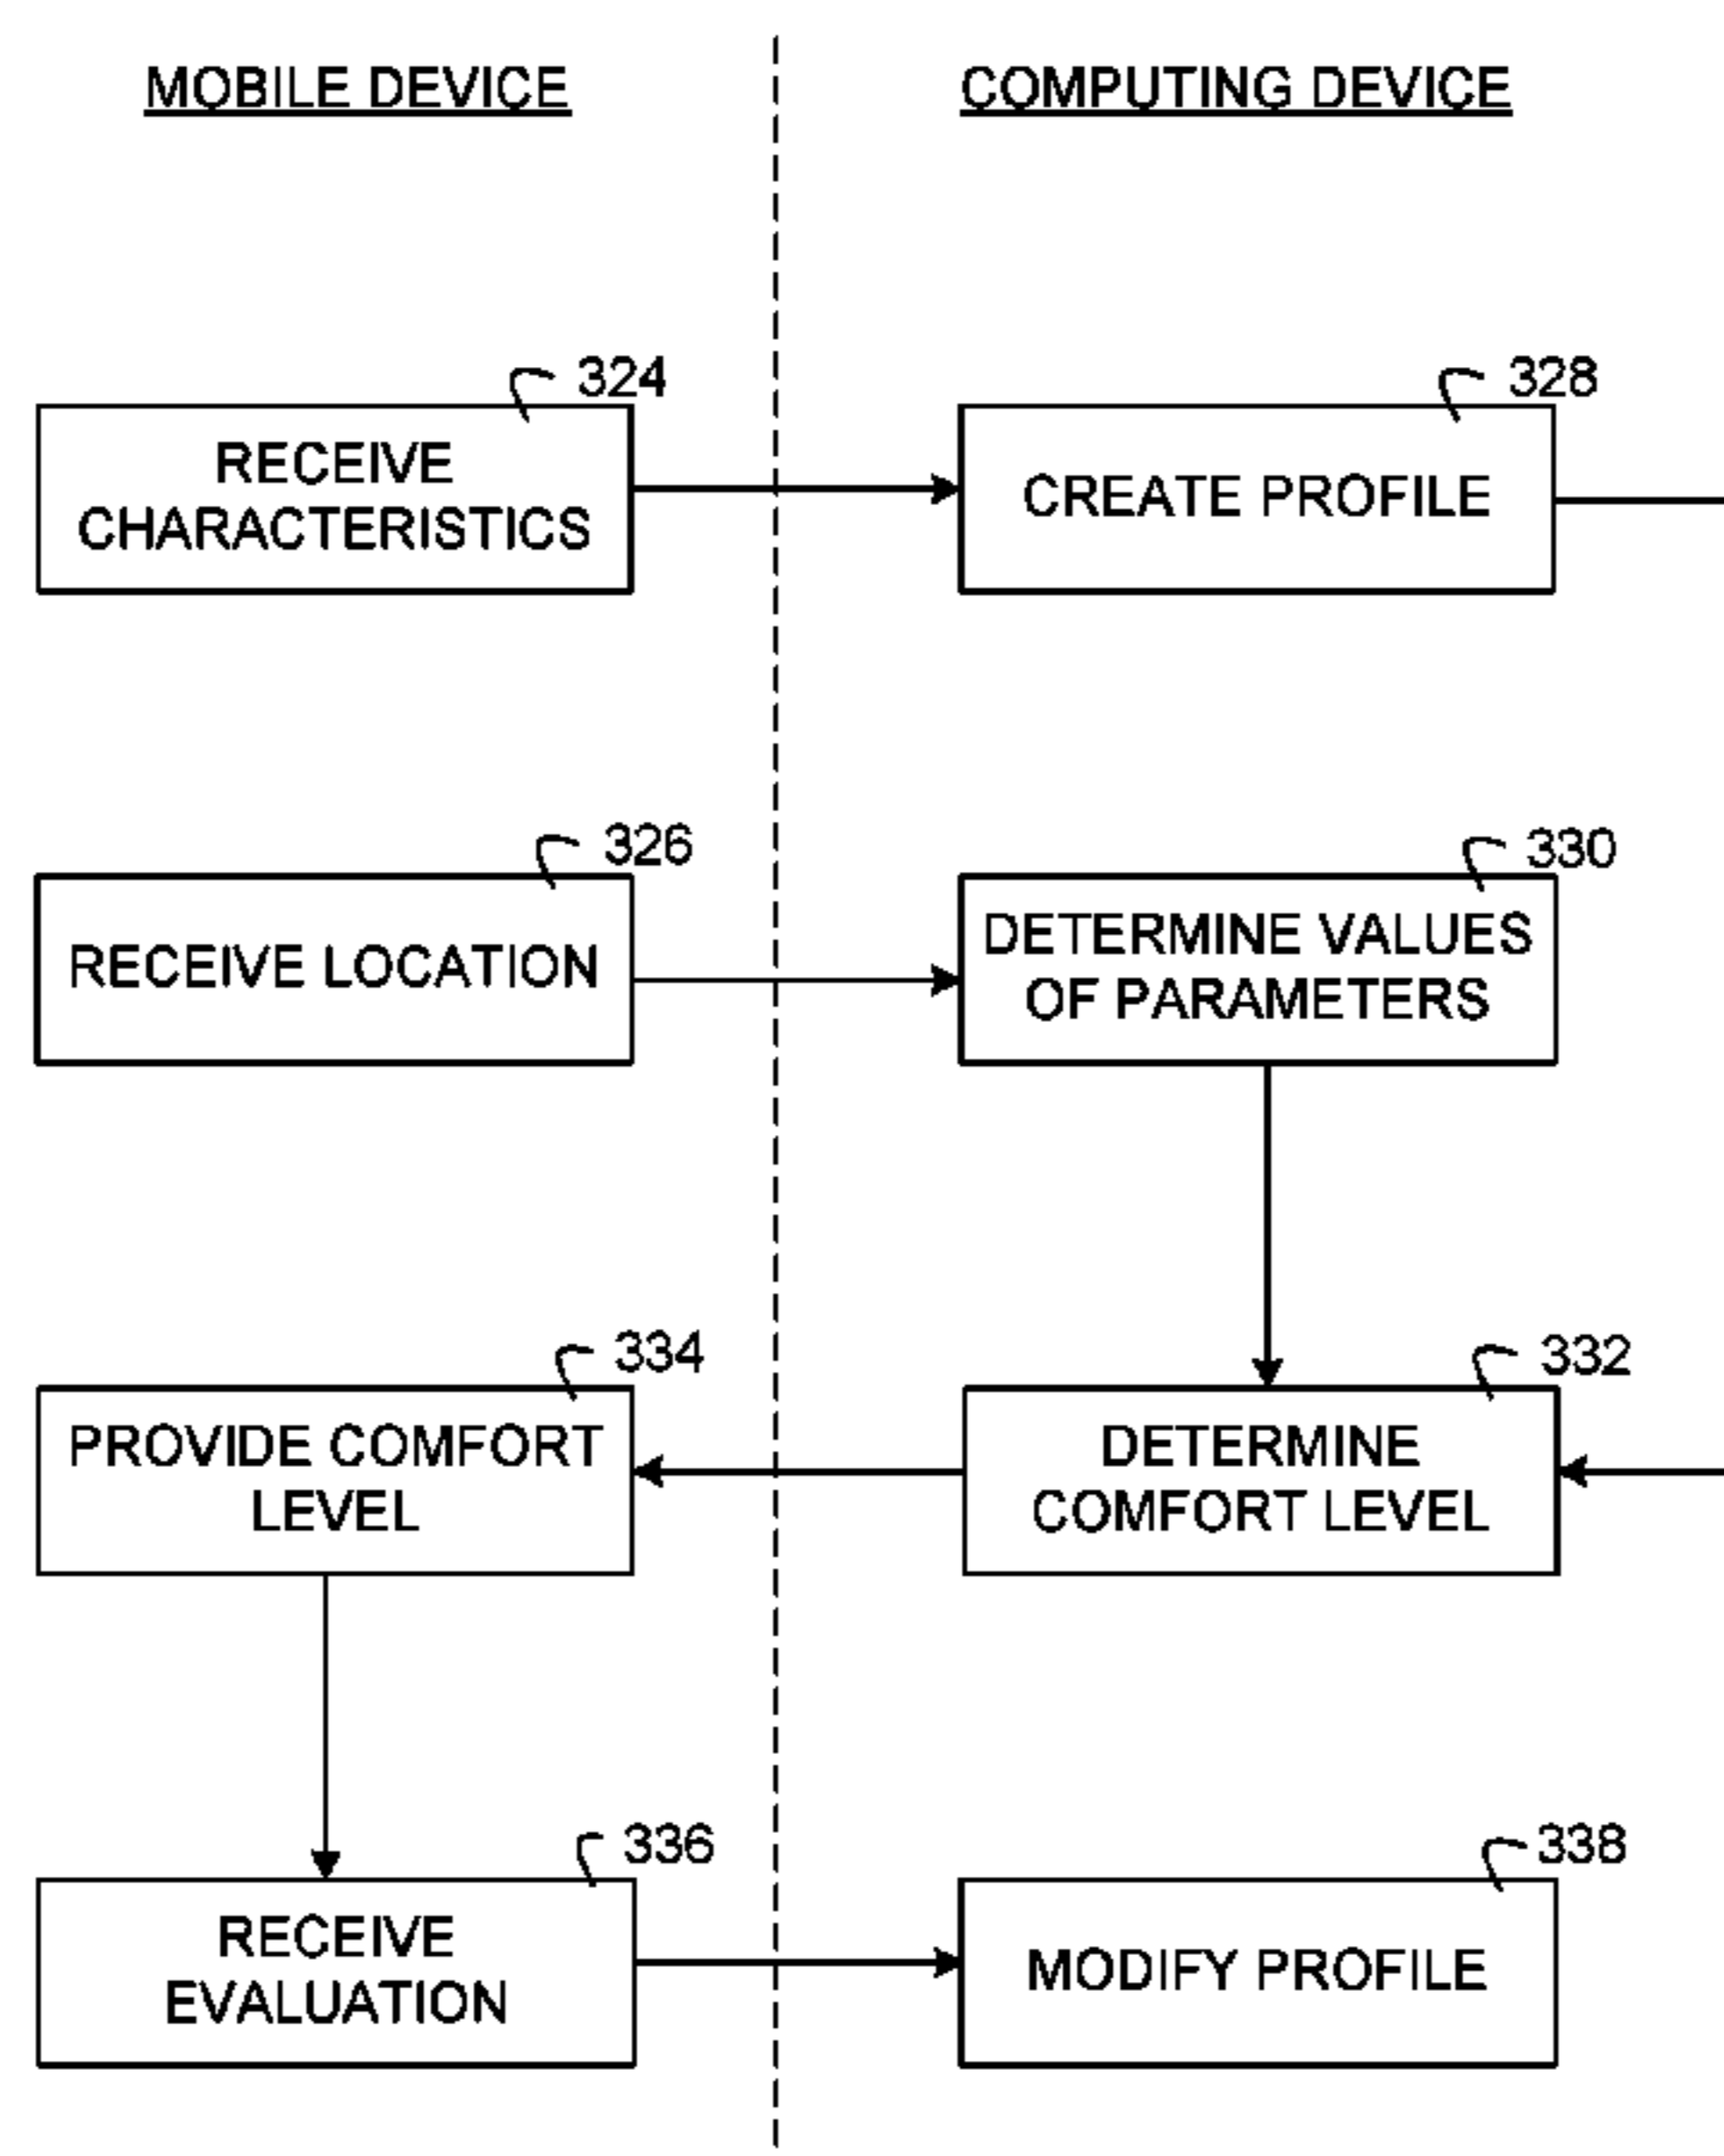 MOBILE DEVICE
COMPUTING DEVICE
324
RECEIVE
CHARACTERISTICS
328
CREATE PROFILE
326
RECEIVE LOCATION
330
DETERMINE VALUES
OF PARAMETERS
334
PROVIDE COMFORT
LEVEL
332
DETERMINE
COMFORT LEVEL
336
RECEIVE
EVALUATION
338
MODIFY PROFILE